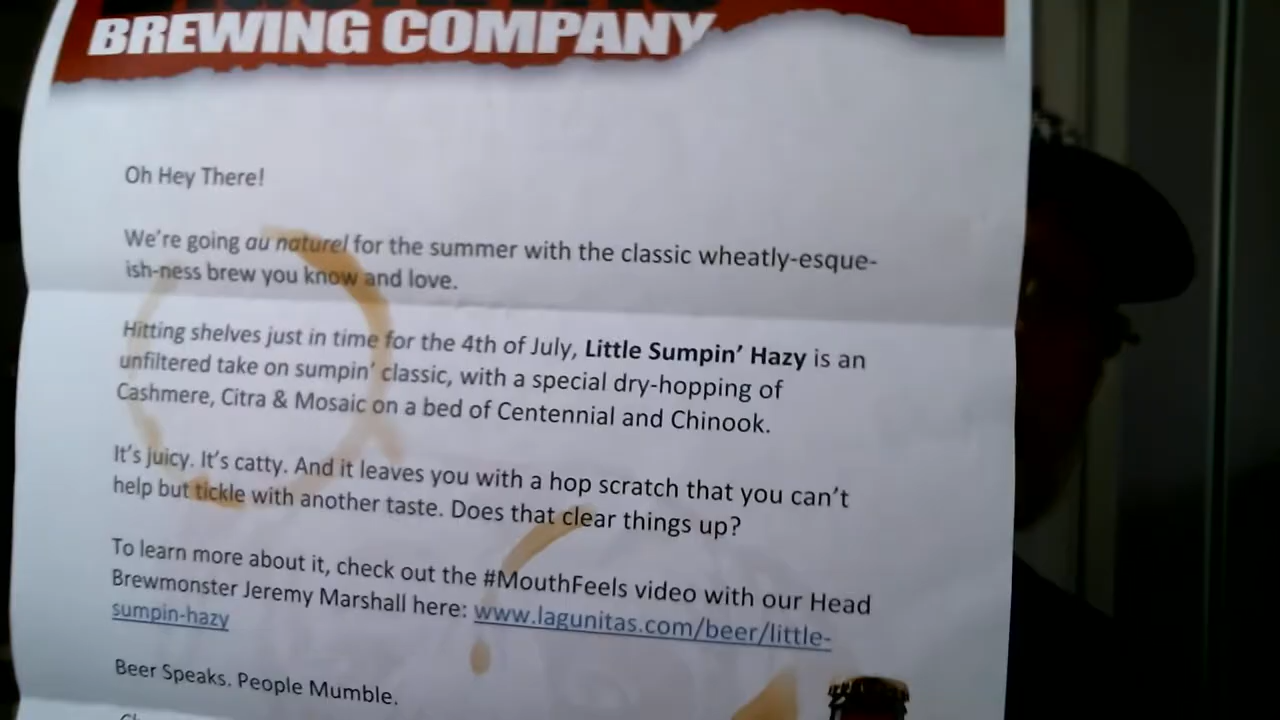 BREWING COMPANY
Oh Hey There!
We're going au naturel for the summer with the classic wheatly-esque-
ish-ness brew you know and love.
Hitting shelves just in time for the 4th of July, Little Sumpin' Hazy is an
unfiltered take on sumpin' classic, with a special dry-hopping of
Cashmere, Citra & Mosaic on a bed of Centennial and Chinook.
It's juicy. It's catty. And it leaves you with a hop scratch that you can't
help but tickle with another taste. Does that clear things up?
To learn more about it, check out the #MouthFeels video with our Head
Brewmonster Jeremy Marshall here: www.lagunitas.com/beer/little-
sumpin-hazy
Beer Speaks. People Mumble.